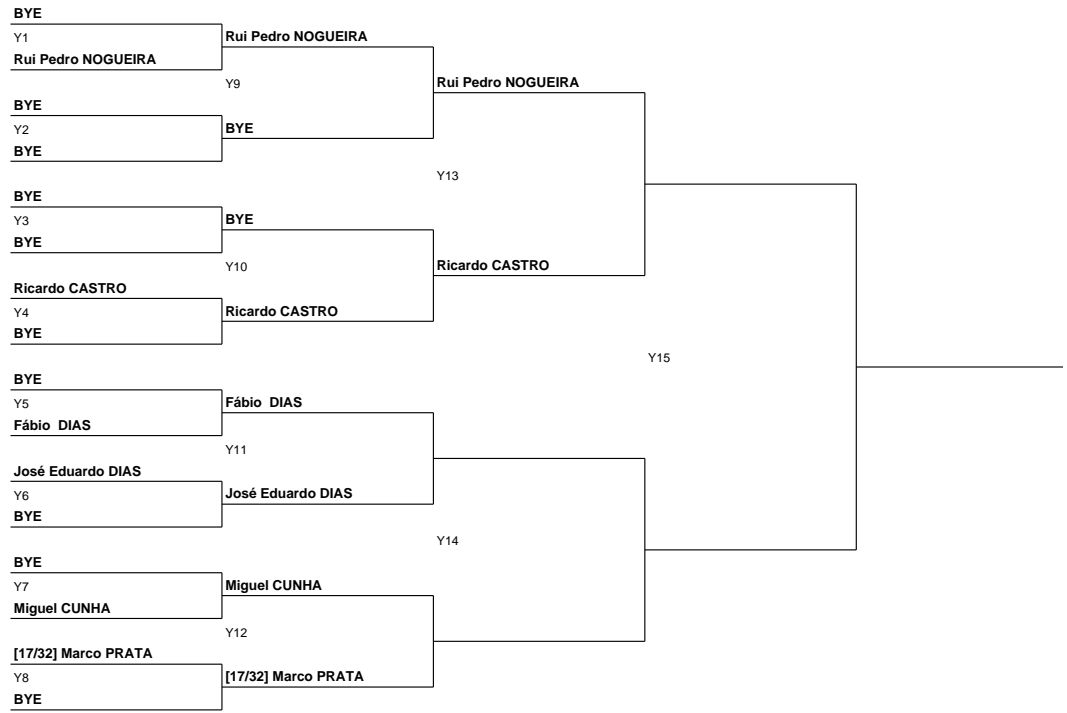 BYE
Y1
Rui Pedro NOGUEIRA
Rui Pedro NOGUEIRA
Y9
Rui Pedro NOGUEIRA
BYE
Y2
BYE
BYE
Y13
BYE
Y3
BYE
BYE
Y10
Ricardo CASTRO
Ricardo CASTRO
Y4
Ricardo CASTRO
BYE
Y15
BYE
Y5
Fábio  DIAS
Fábio  DIAS
Y11
José Eduardo DIAS
Y6
José Eduardo DIAS
BYE
Y14
BYE
Y7
Miguel CUNHA
Miguel CUNHA
Y12
[17/32] Marco PRATA
Y8
[17/32] Marco PRATA
BYE